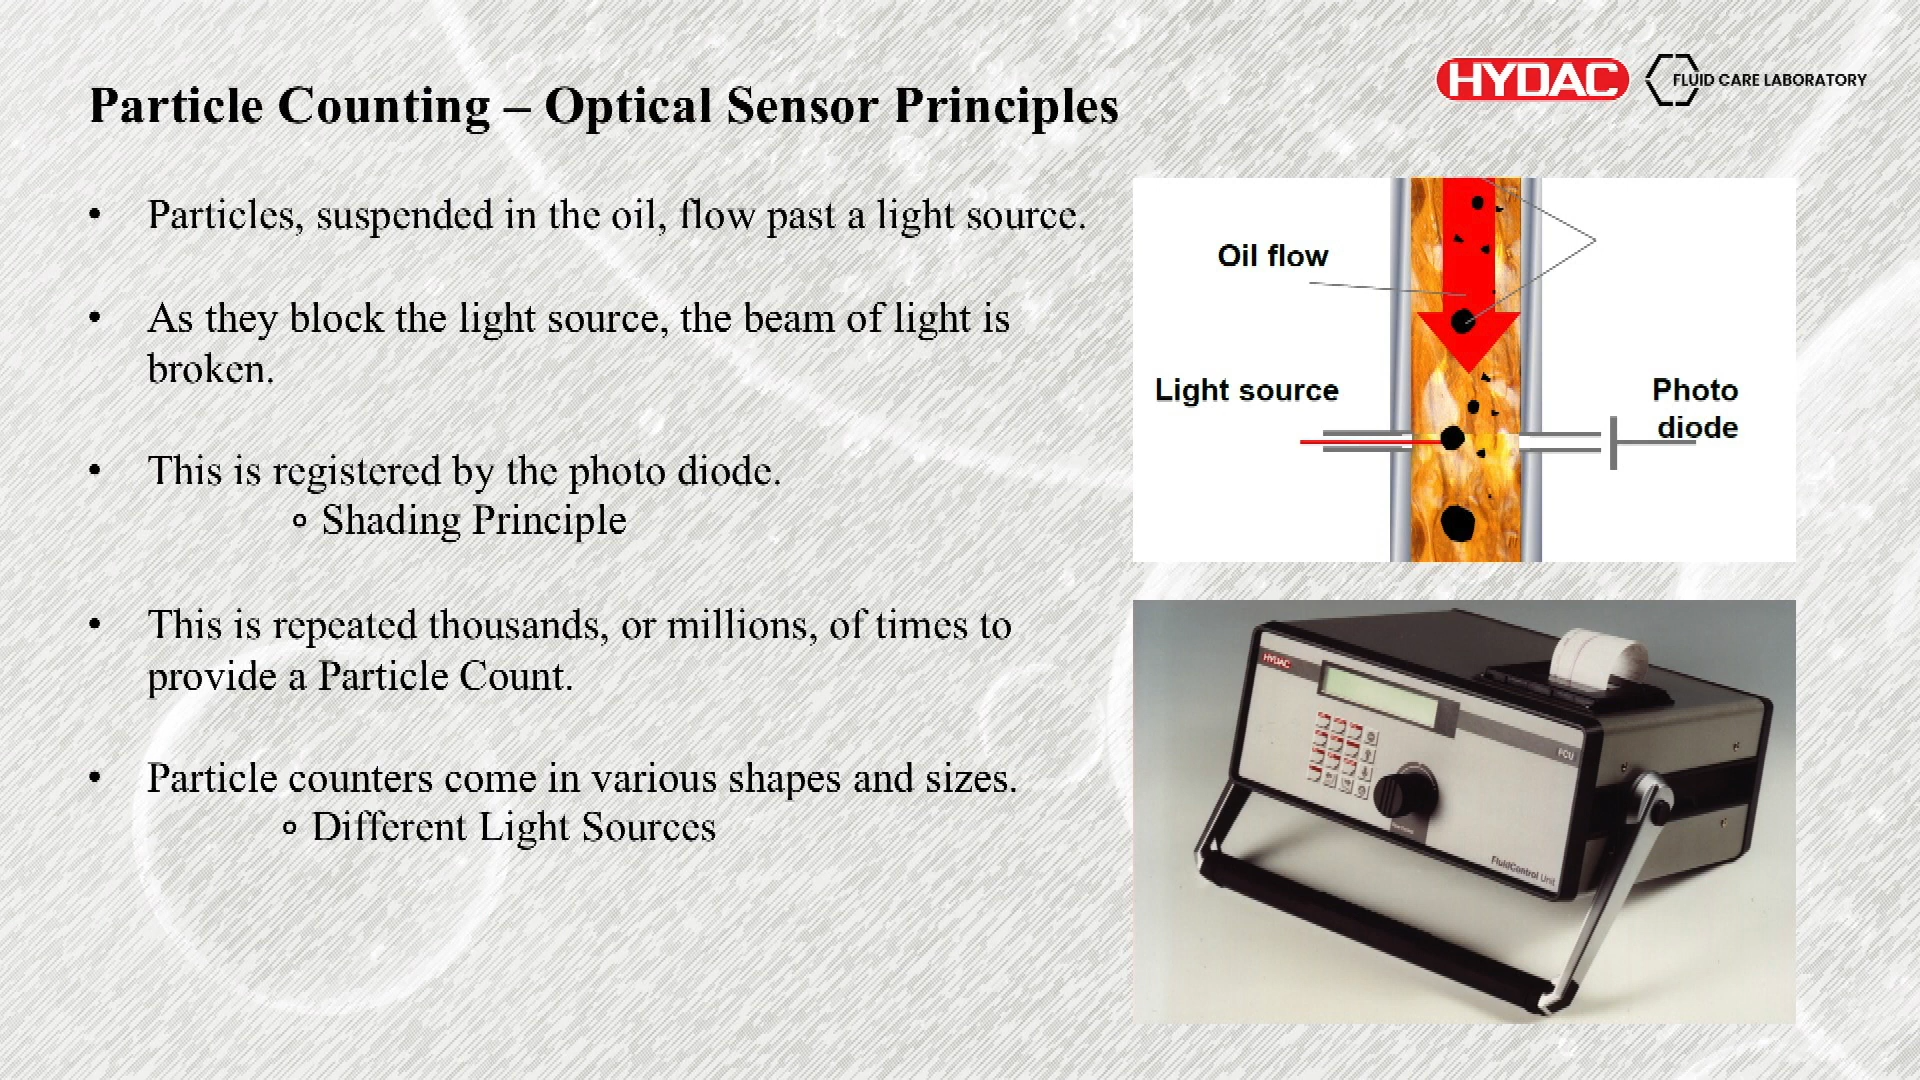 HYDAC FLUID CARE LABORATORY
Particle Counting – Optical Sensor Principles
• Particles, suspended in the oil, flow past a light source.
• As they block the light source, the beam of light is
broken.
• This is registered by the photo diode.
○ Shading Principle
• This is repeated thousands, or millions, of times to
provide a Particle Count.
• Particle counters come in various shapes and sizes.
○ Different Light Sources
Oil flow
Light source
Photo
diode
HYDAC
FCU
FluidControl Unit